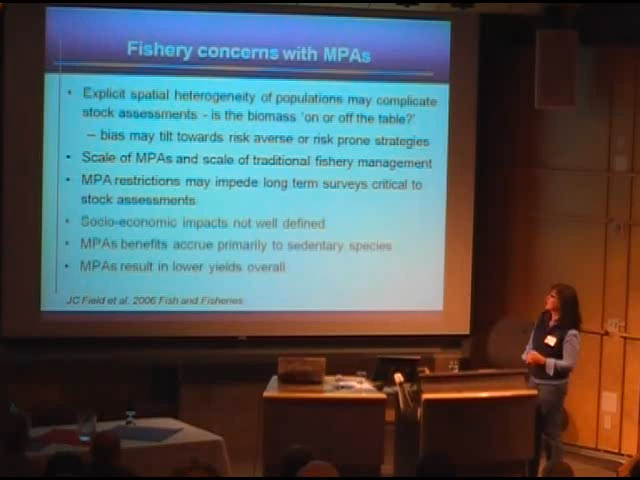 Fishery concerns with MPAs
• Explicit spatial heterogeneity of populations may complicate
stock assessments - is the biomass 'on or off the table?'
– bias may tilt towards risk averse or risk prone strategies
• Scale of MPAs and scale of traditional fishery management
• MPA restrictions may impede long term surveys critical to
stock assessments
• Socio-economic impacts not well defined
• MPAs benefits accrue primarily to sedentary species
• MPAs result in lower yields overall
JC Field et al. 2006 Fish and Fisheries